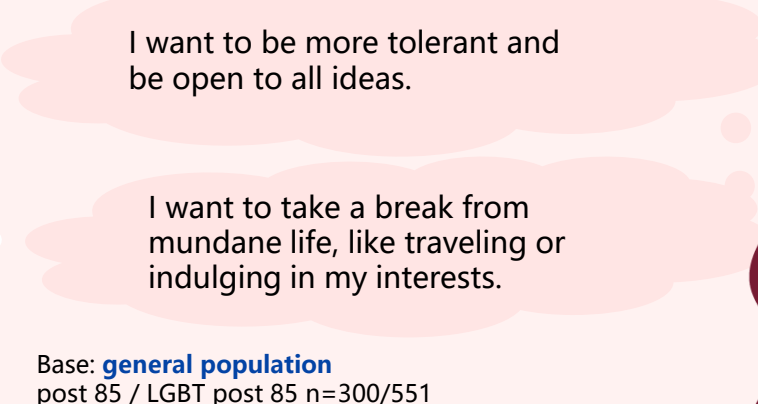 I want to be more tolerant and
be open to all ideas.
I want to take a break from
mundane life, like traveling or
indulging in my interests.
Base: general population
post 85 / LGBT post 85 n=300/551